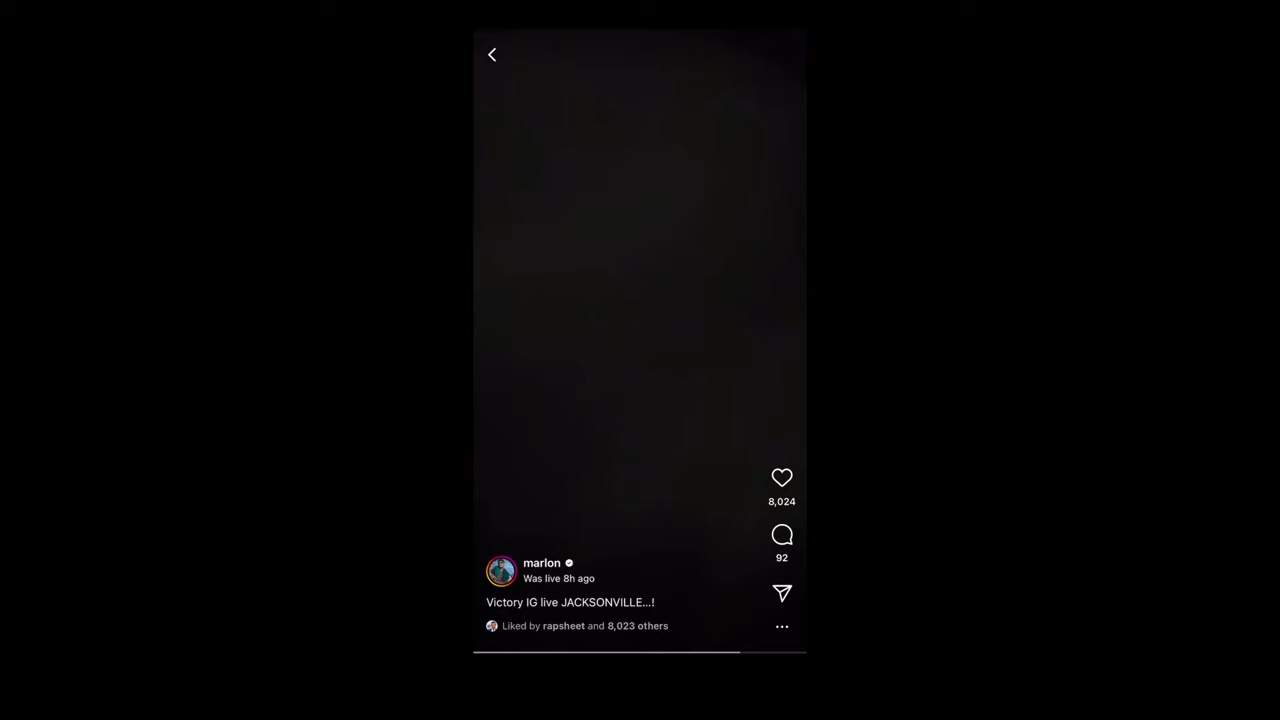 8,024
92
marlon
Was live 8h ago
Victory IG live JACKSONVILLE...!
Liked by rapsheet and 8,023 others